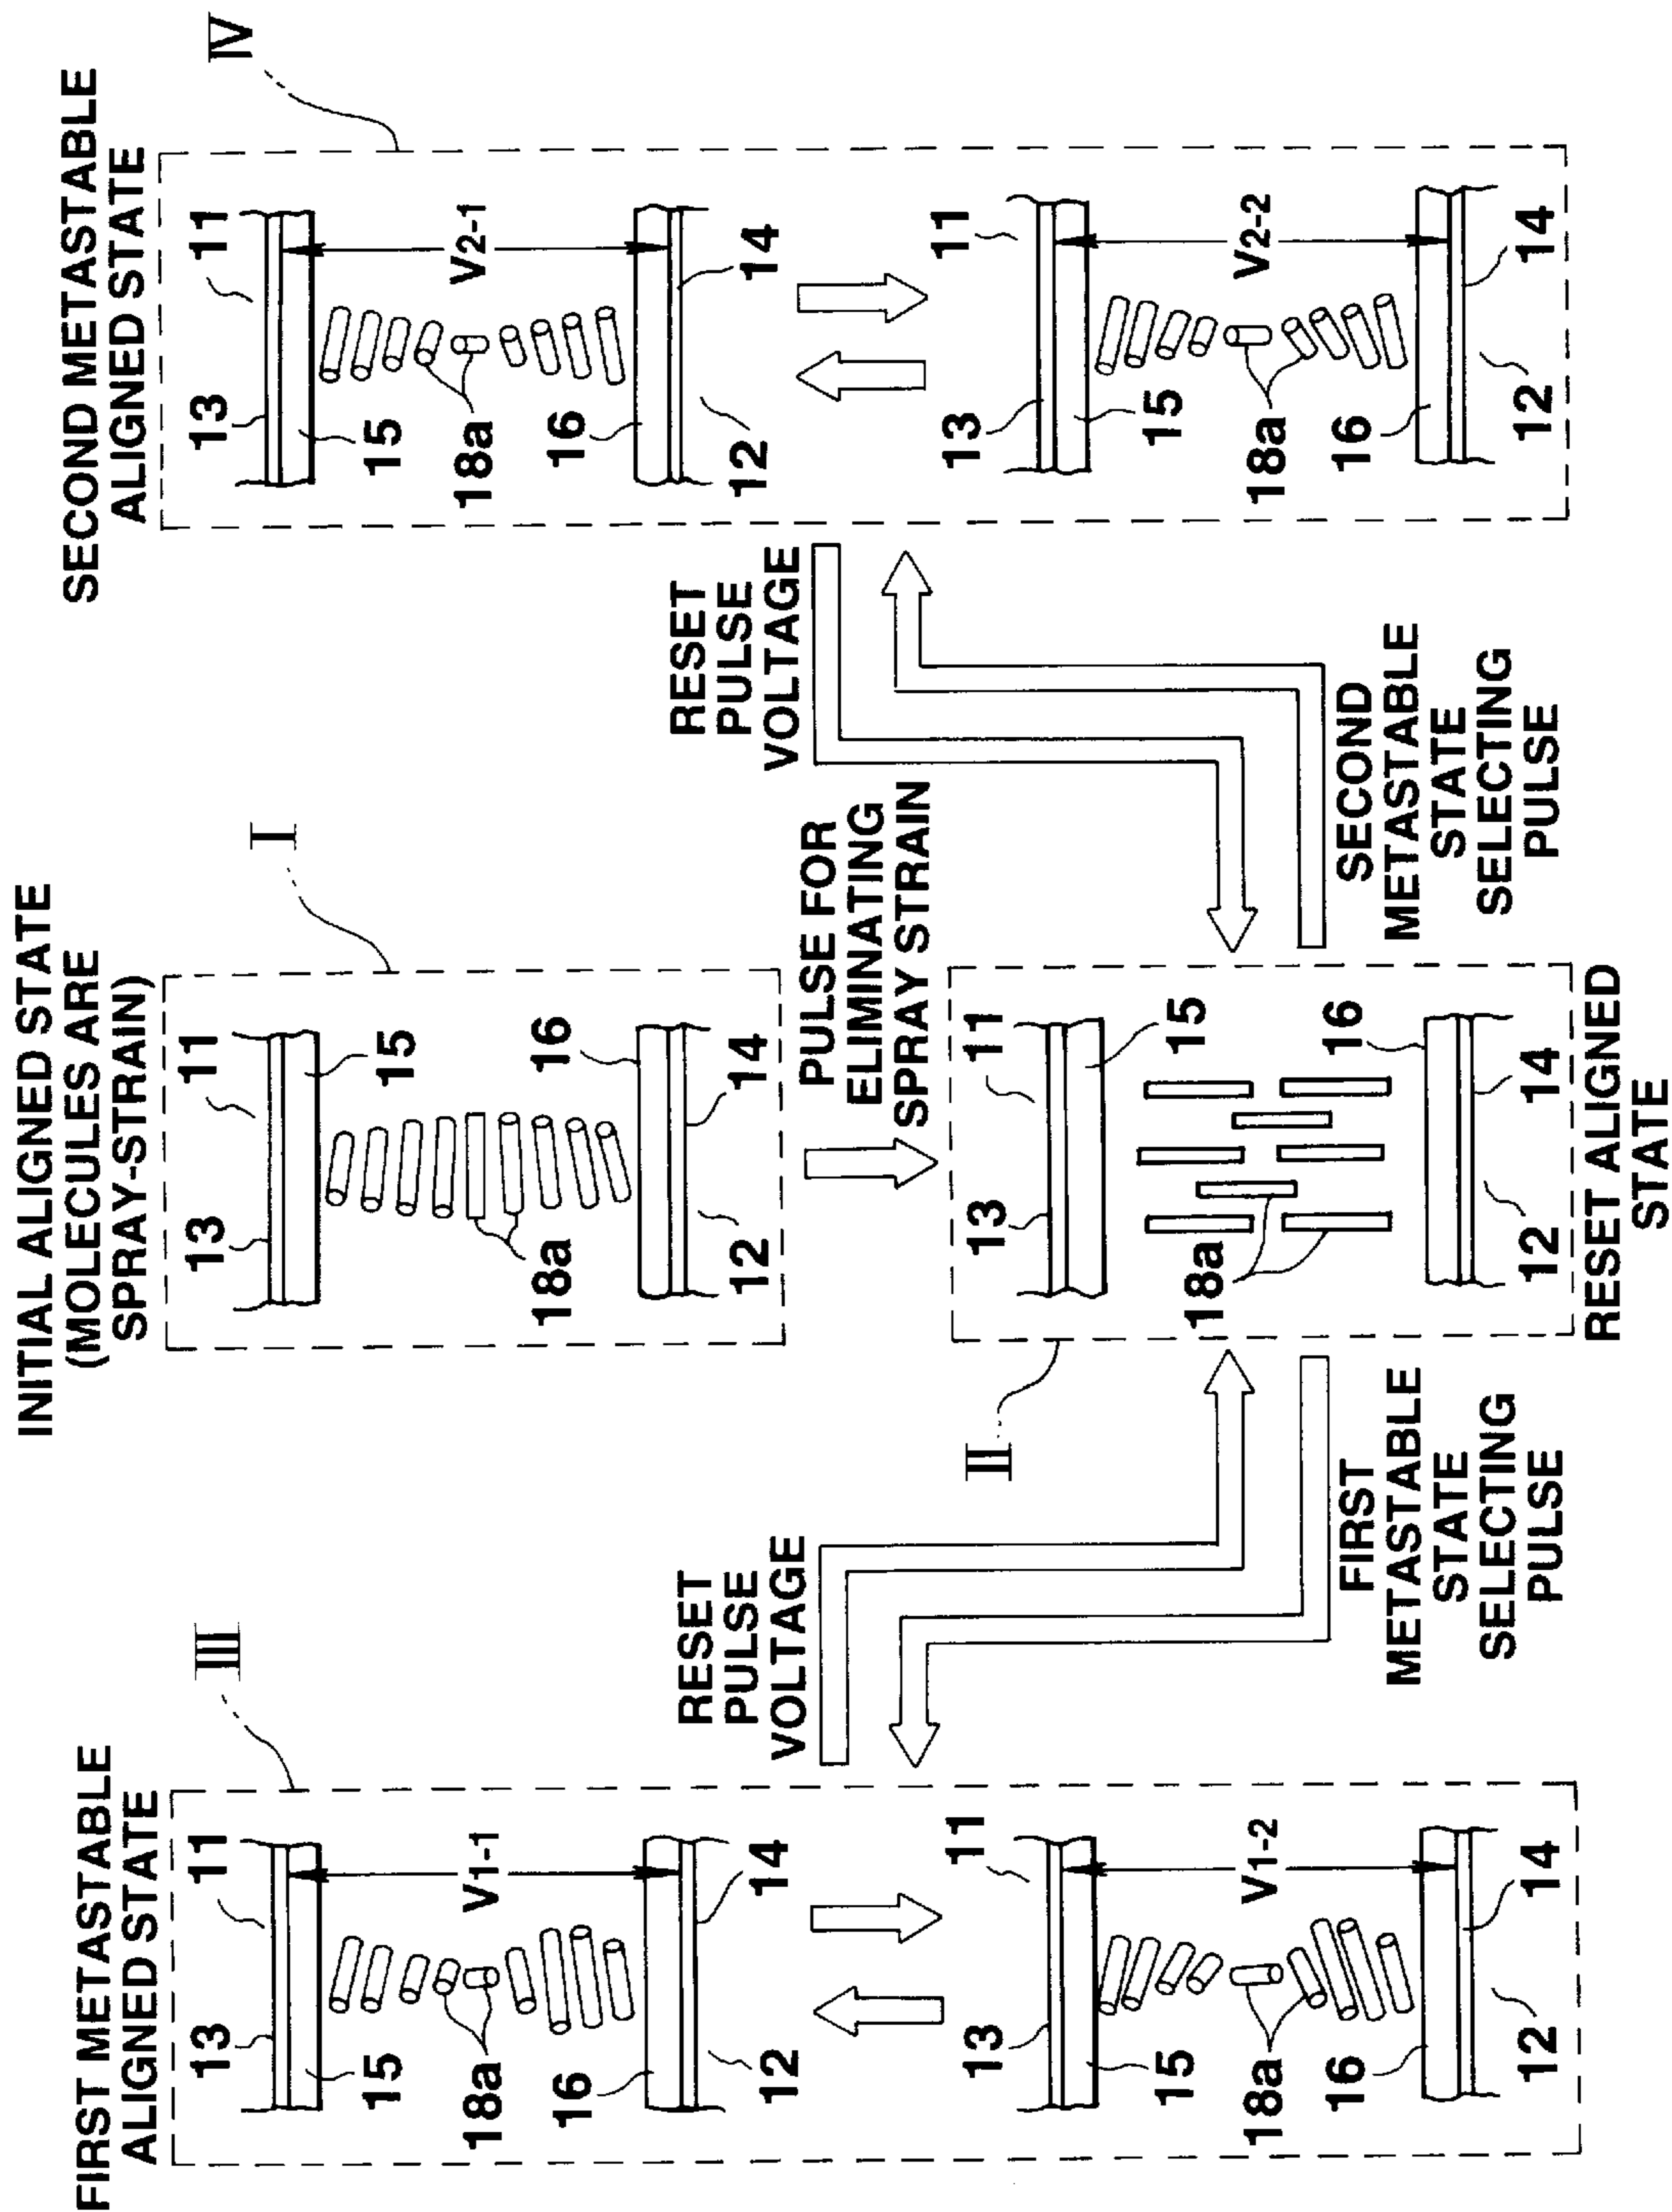 FIRST METASTABLE
ALIGNED STATE
III
13
11
15
V1-1
18a
16
14
12
13
11
15
V1-2
18a
16
14
12
RESET
PULSE
VOLTAGE
FIRST
METASTABLE
STATE
SELECTING
PULSE
INITIAL ALIGNED STATE
(MOLECULES ARE
SPRAY-STRAIN)
I
13
11
15
18a
16
14
12
PULSE FOR
ELIMINATING
SPRAY STRAIN
II
13
11
15
18a
16
14
12
RESET ALIGNED
STATE
RESET
PULSE
VOLTAGE
SECOND
METASTABLE
STATE
SELECTING
PULSE
SECOND METASTABLE
ALIGNED STATE
IV
13
11
15
V2-1
18a
16
14
12
13
11
15
V2-2
18a
16
14
12